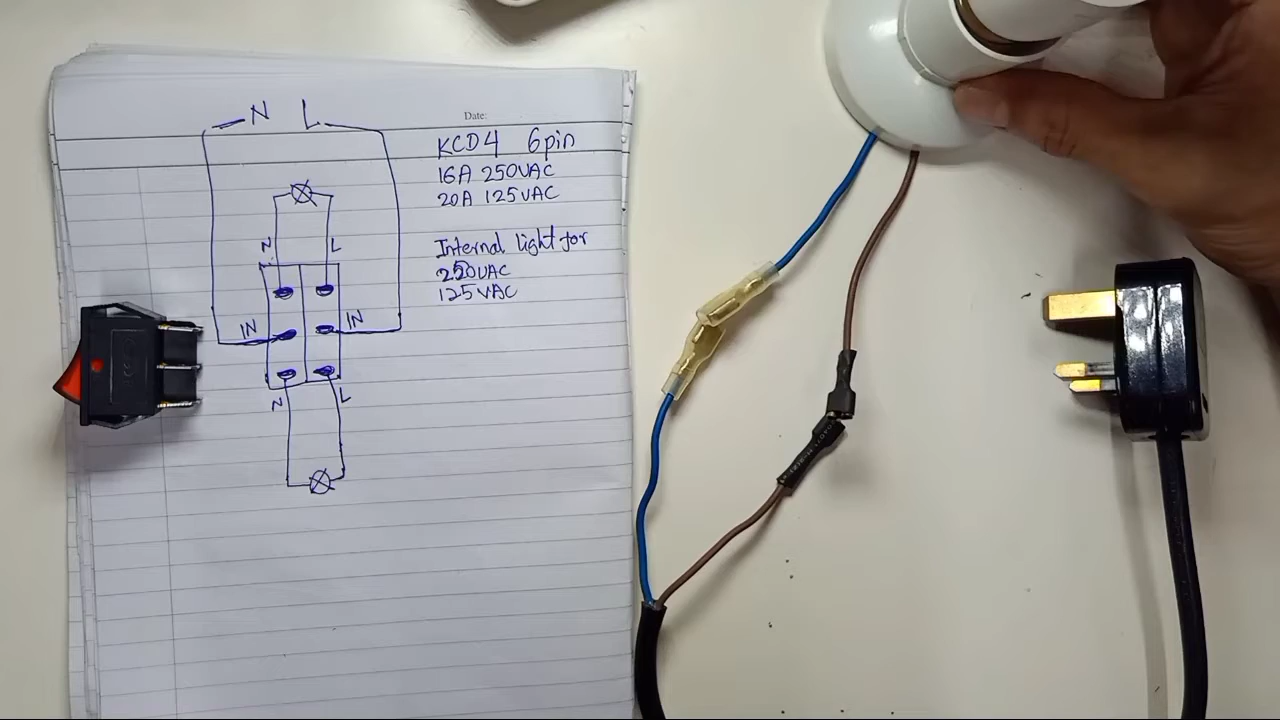 N L
Date:
KCD4 6pin
16A 250VAC
20A 125VAC
N L
Internal light for
250VAC
125VAC
IN IN
N L